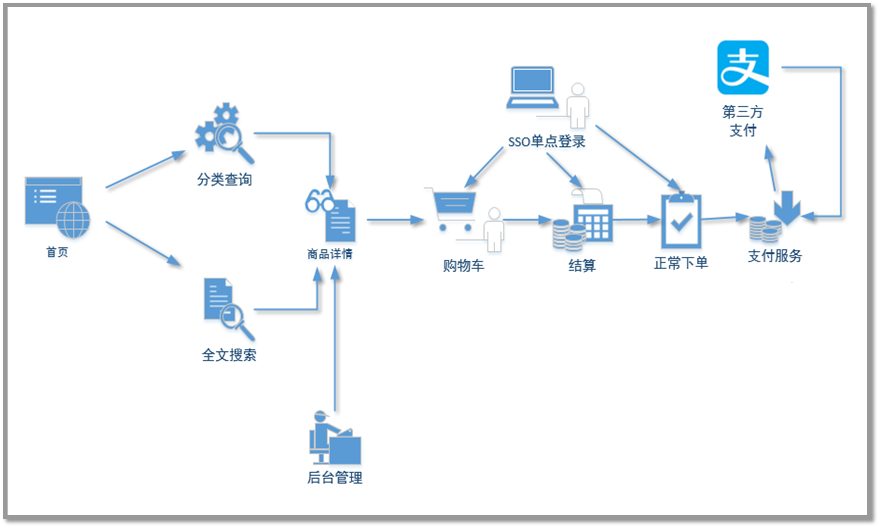 支
第三方
支付
SSO单点登录
分类查询
首页
商品详情
购物车
结算
正常下单
支付服务
全文搜索
后台管理